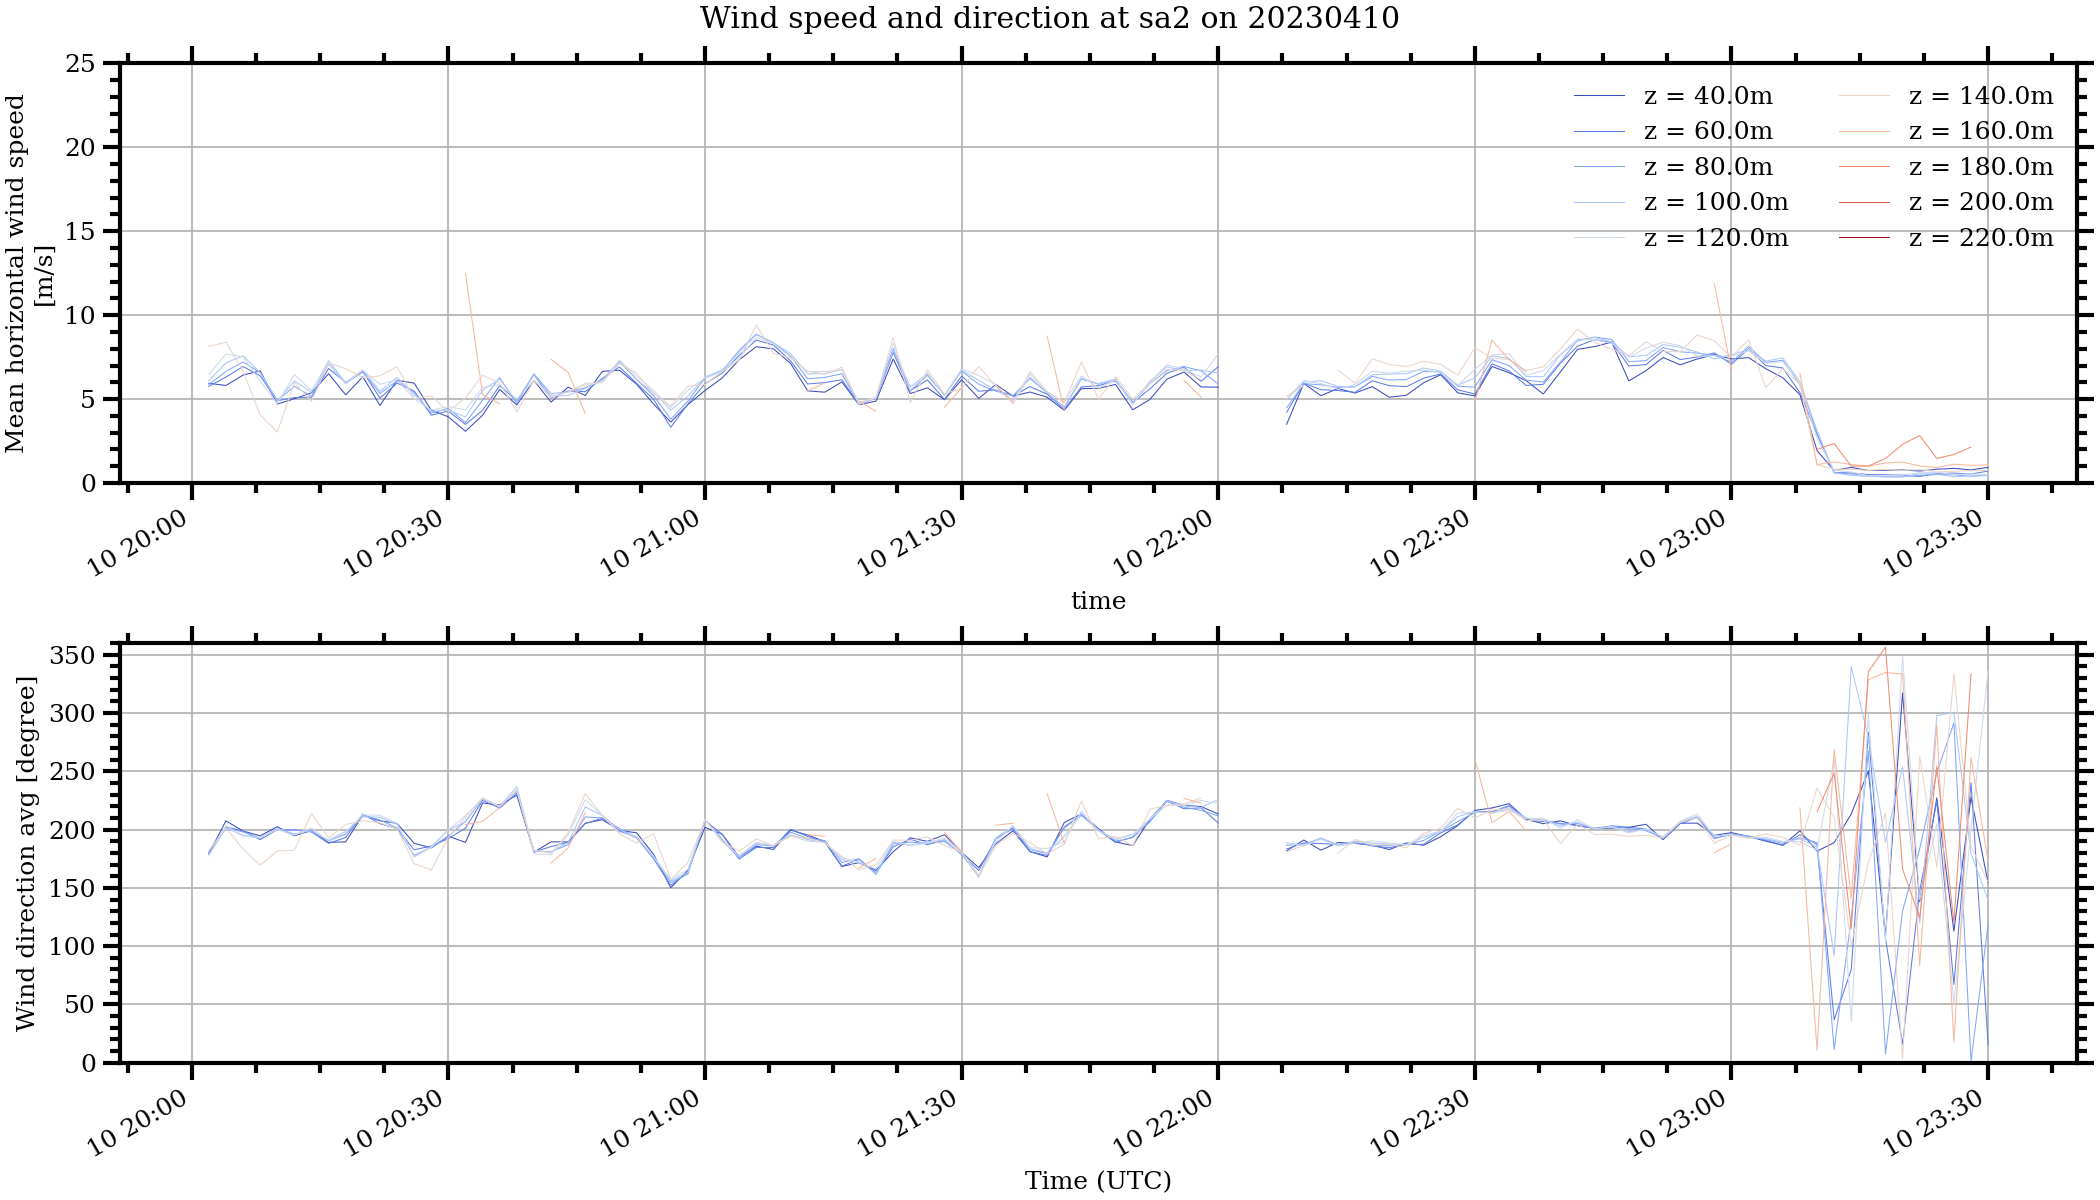 Wind speed and direction at sa2 on 20230410
Mean horizontal wind speed
[m/s]
25
20
15
10
5
0
z = 40.0m
z = 60.0m
z = 80.0m
z = 100.0m
z = 120.0m
z = 140.0m
z = 160.0m
z = 180.0m
z = 200.0m
z = 220.0m
10 20:00
10 20:30
10 21:00
10 21:30
10 22:00
10 22:30
10 23:00
10 23:30
time
Wind direction avg [degree]
350
300
250
200
150
100
50
0
10 20:00
10 20:30
10 21:00
10 21:30
10 22:00
10 22:30
10 23:00
10 23:30
Time (UTC)